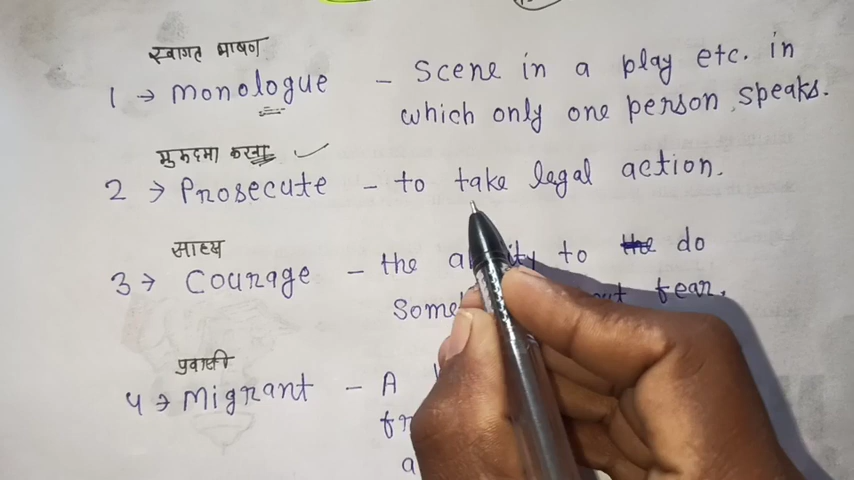 स्वागत भाषण
1 → Monologue - Scene in a play etc. in
which only one person speaks.
मुकदमा करना
2 → Prosecute - to take legal action.
साहस
3 → Courage - the to do
fear.
प्रवासी
4 → Migrant - A